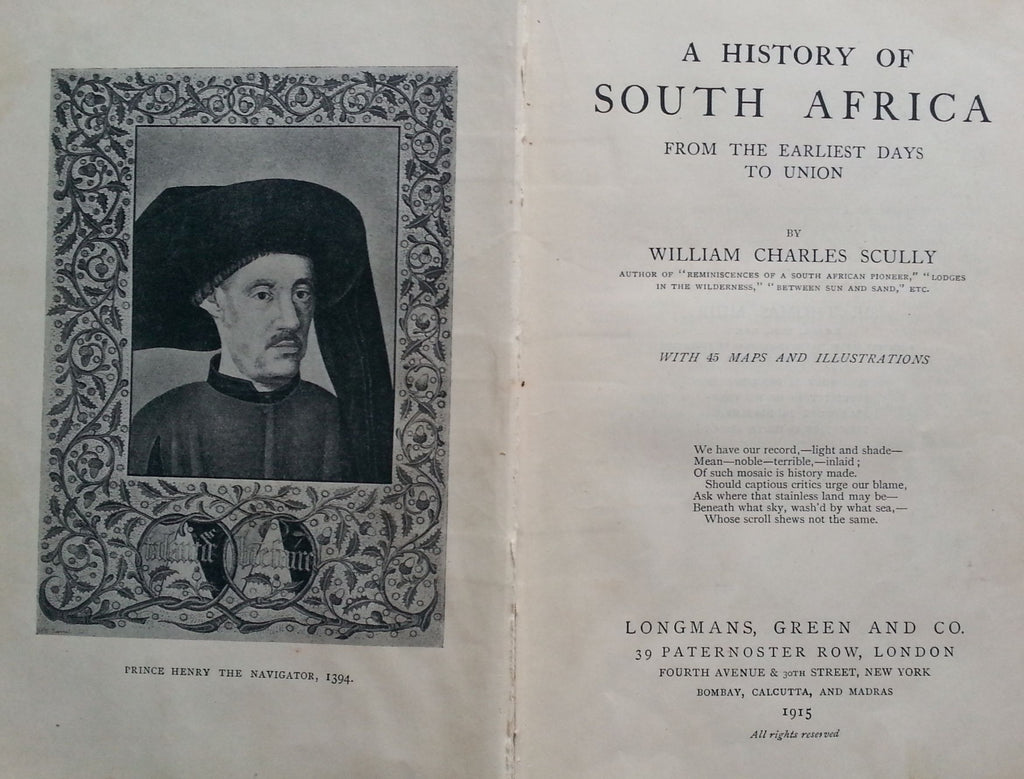 PRINCE HENRY THE NAVIGATOR, 1394.
A HISTORY OF
SOUTH AFRICA
FROM THE EARLIEST DAYS
TO UNION
BY
WILLIAM CHARLES SCULLY
AUTHOR OF "REMINISCENCES OF A SOUTH AFRICAN PIONEER," "LODGES
IN THE WILDERNESS," "BETWEEN SUN AND SAND," ETC.
WITH 45 MAPS AND ILLUSTRATIONS
We have our record,—light and shade—
Mean—noble—terrible,—inlaid;
Of such mosaic is history made.
Should captious critics urge our blame,
Ask where that stainless land may be—
Beneath what sky, wash'd by what sea,—
Whose scroll shews not the same.
LONGMANS, GREEN AND CO.
39 PATERNOSTER ROW, LONDON
FOURTH AVENUE & 30TH STREET, NEW YORK
BOMBAY, CALCUTTA, AND MADRAS
1915
All rights reserved